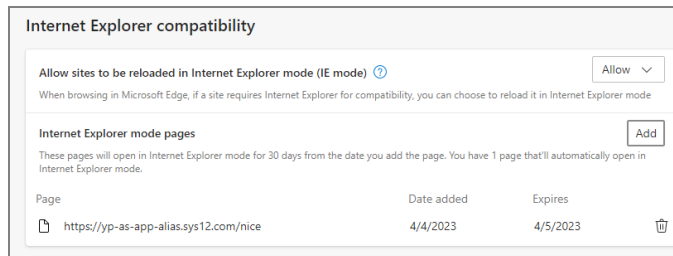 Internet Explorer compatibility
Allow sites to be reloaded in Internet Explorer mode (IE mode) ?
Allow
When browsing in Microsoft Edge, if a site requires Internet Explorer for compatibility, you can choose to reload it in Internet Explorer mode
Internet Explorer mode pages
Add
These pages will open in Internet Explorer mode for 30 days from the date you add the page. You have 1 page that'll automatically open in
Internet Explorer mode.
Page Date added Expires
https://yp-as-app-alias.sys12.com/nice 4/4/2023 4/5/2023